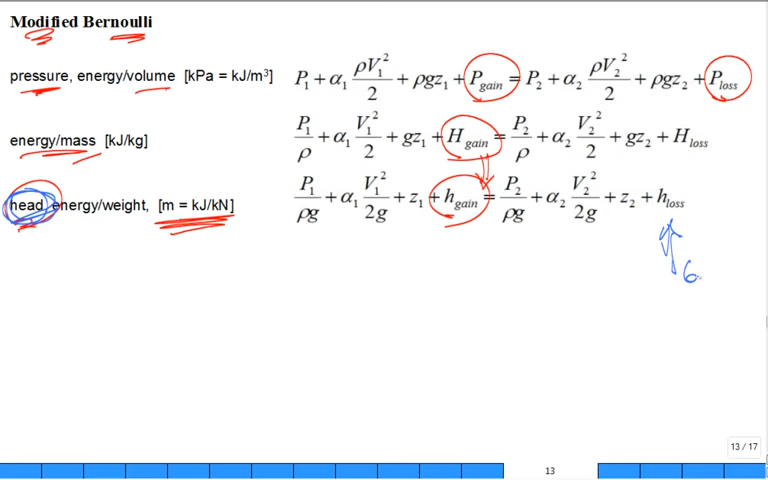 Modified Bernoulli
pressure, energy/volume [kPa = kJ/m³] P₁ + α₁ ρV₁²/2 + ρgz₁ + P_gain = P₂ + α₂ ρV₂²/2 + ρgz₂ + P_loss
energy/mass [kJ/kg] P₁/ρ + α₁ V₁²/2 + gz₁ + H_gain = P₂/ρ + α₂ V₂²/2 + gz₂ + H_loss
head, energy/weight, [m = kJ/kN] P₁/ρg + α₁ V₁²/2g + z₁ + h_gain = P₂/ρg + α₂ V₂²/2g + z₂ + h_loss
13 / 17
13